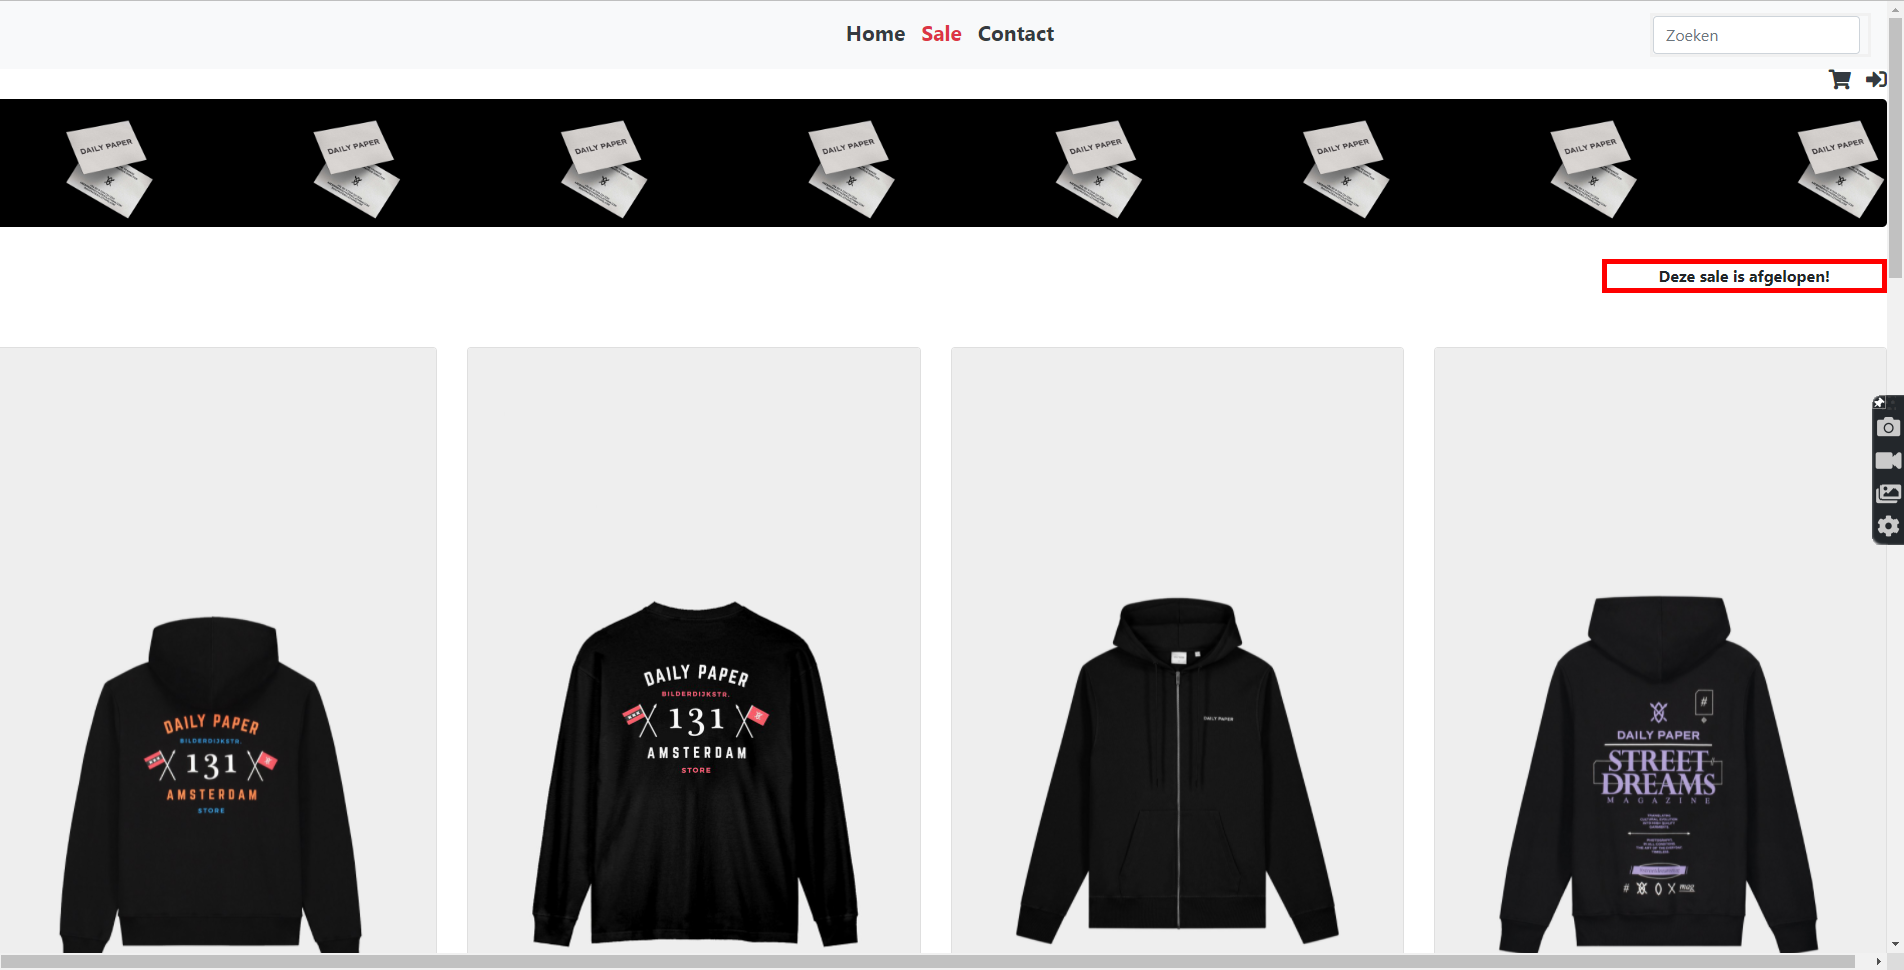 Home Sale Contact
Zoeken
DAILY PAPER DAILY PAPER DAILY PAPER DAILY PAPER DAILY PAPER DAILY PAPER DAILY PAPER DAILY PAPER
Deze sale is afgelopen!
DAILY PAPER
BILDERDIJKSTR.
131
AMSTERDAM
STORE
DAILY PAPER
BILDERDIJKSTR.
131
AMSTERDAM
STORE
DAILY PAPER
#
DAILY PAPER
STREET
DREAMS
MAGAZINE
# X mag